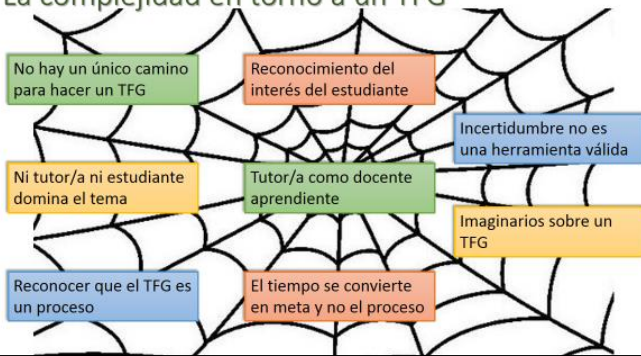 La complejidad en torno a un TFG
No hay un único camino
para hacer un TFG
Reconocimiento del
interés del estudiante
Incertidumbre no es
una herramienta válida
Ni tutor/a ni estudiante
domina el tema
Tutor/a como docente
aprendiente
Imaginarios sobre un
TFG
Reconocer que el TFG es
un proceso
El tiempo se convierte
en meta y no el proceso